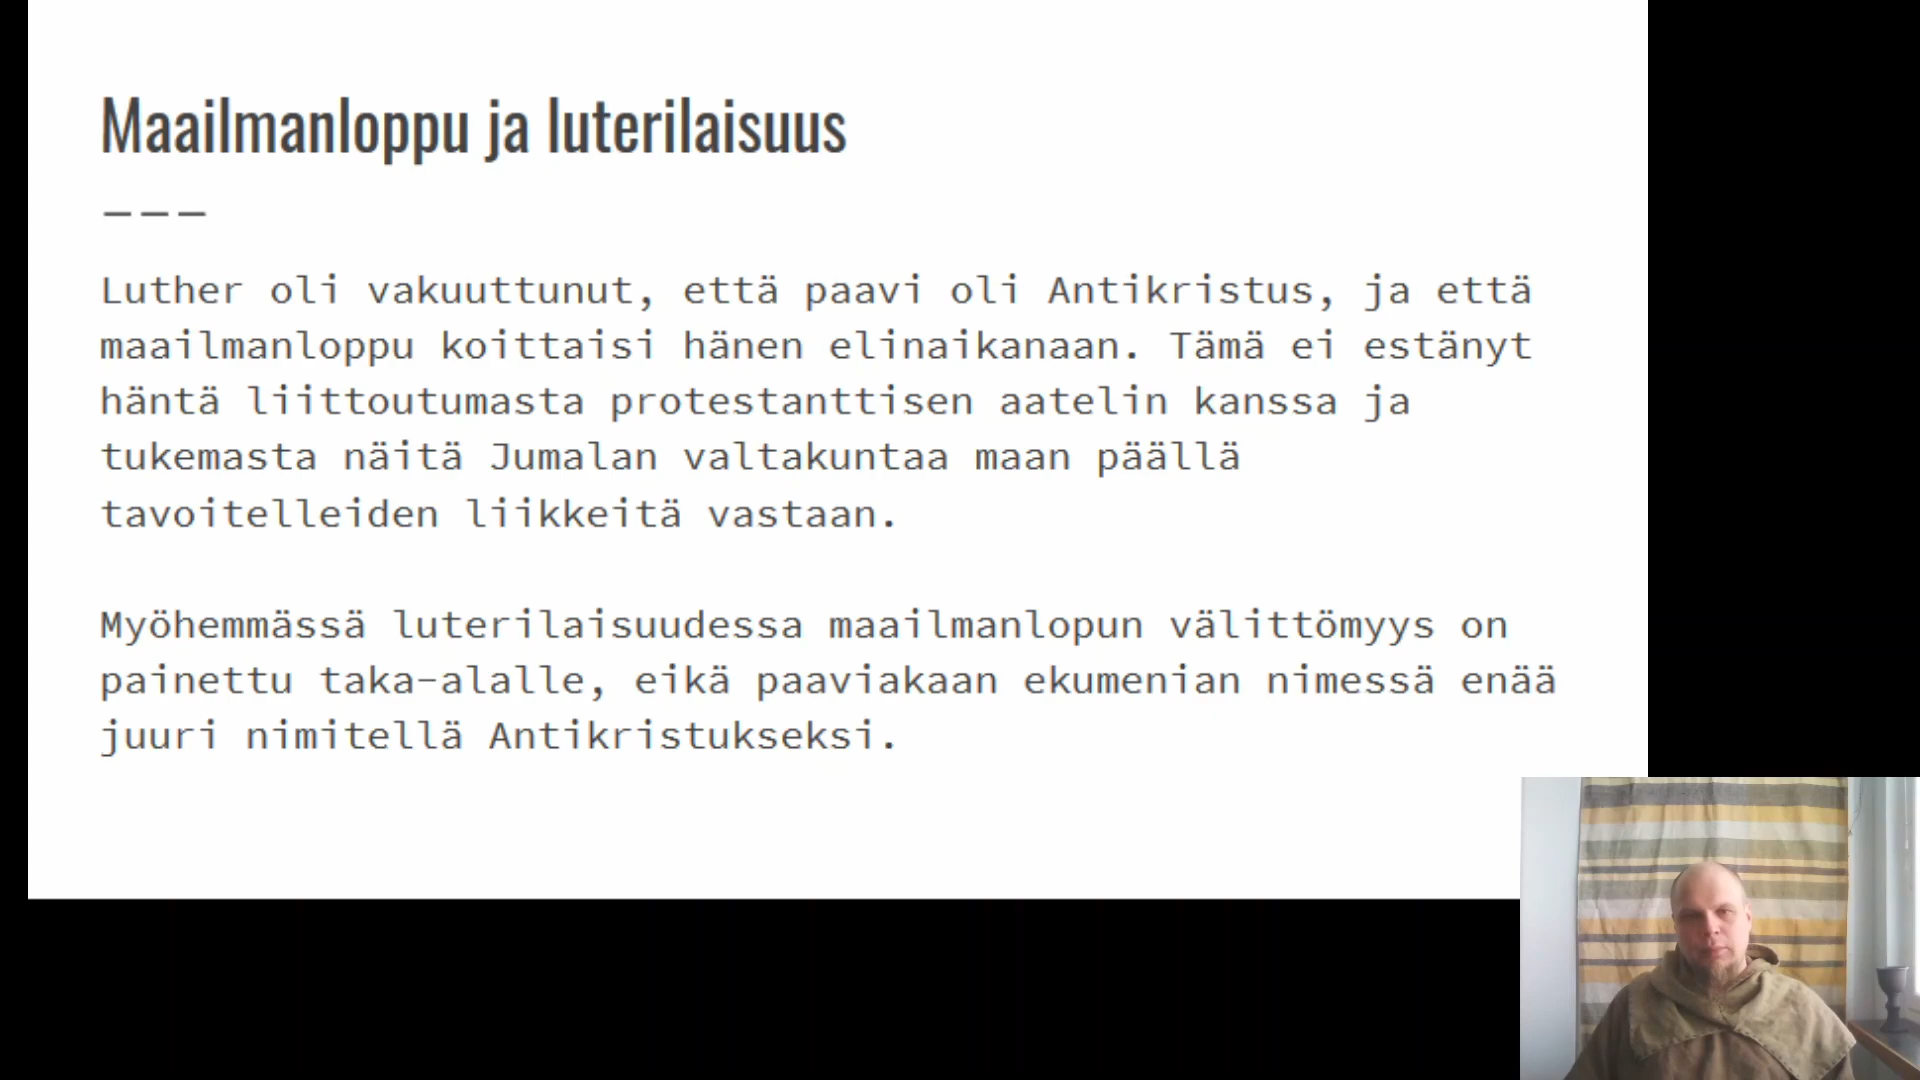 Maailmanloppu ja luterilaisuus
———
Luther oli vakuuttunut, että paavi oli Antikristus, ja että
maailmanloppu koittaisi hänen elinaikanaan. Tämä ei estänyt
häntä liittoutumasta protestanttisen aatelin kanssa ja
tukemasta näitä Jumalan valtakuntaa maan päällä
tavoitelleiden liikkeitä vastaan.
Myöhemmässä luterilaisuudessa maailmanlopun välittömyys on
painettu taka-alalle, eikä paaviakaan ekumenian nimessä enää
juuri nimitellä Antikristukseksi.